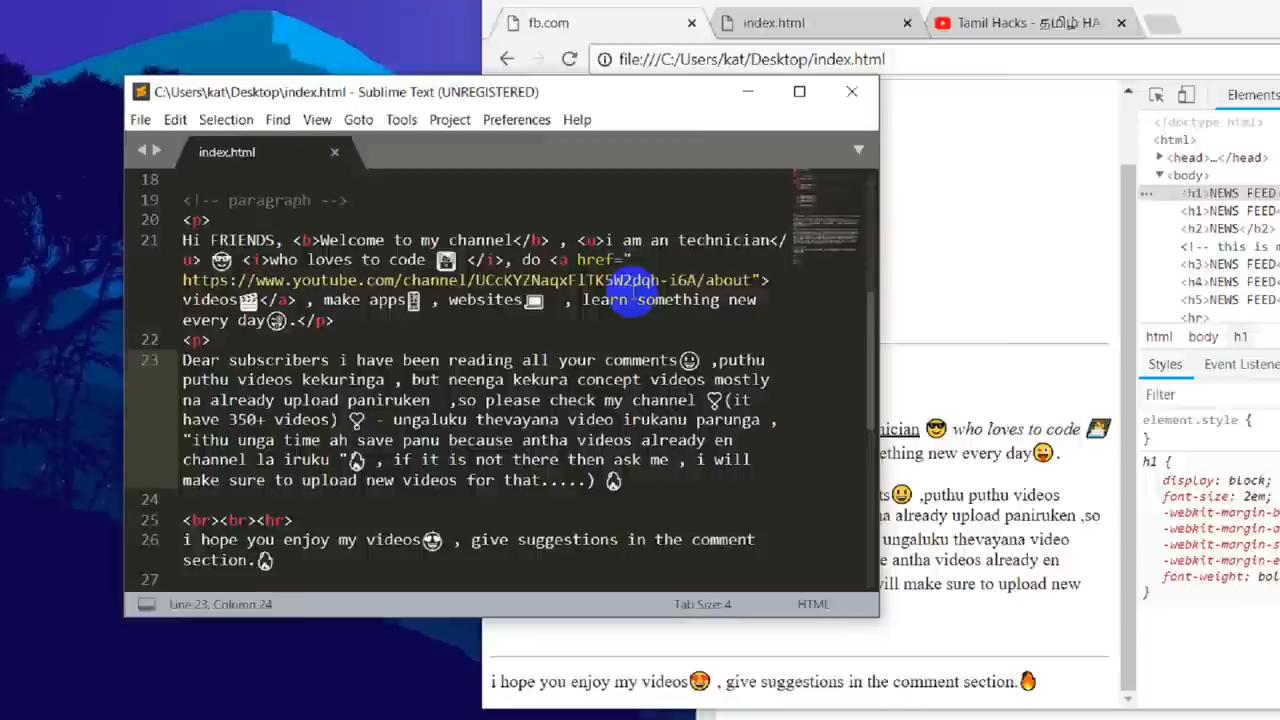 fb.com
index.html
Tamil Hacks - தமிழ் HA
file:///C:/Users/kat/Desktop/index.html
C:\Users\kat\Desktop\index.html - Sublime Text (UNREGISTERED)
File Edit Selection Find View Goto Tools Project Preferences Help
index.html
18
19 <!-- paragraph -->
20 <p>
21 Hi FRIENDS, <b>Welcome to my channel</b> , <u>i am an technician</
u> 😎 <i>who loves to code 👨‍💻 </i>, do <a href="
https://www.youtube.com/channel/UCcKYZNaqxFlTK5W2dqh-i6A/about">
videos🎬</a> , make apps📱 , websites💻 , learn something new
every day😜.</p>
22 <p>
23 Dear subscribers i have been reading all your comments😃 ,puthu
puthu videos kekuringa , but neenga kekura concept videos mostly
na already upload paniruken ,so please check my channel (it
have 350+ videos) - ungaluku thevayana video irukanu parunga ,
"ithu unga time ah save panu because antha videos already en
channel la iruku "🔥 , if it is not there then ask me , i will
make sure to upload new videos for that.....) 🔥
24
25 <br><br><hr>
26 i hope you enjoy my videos😍 , give suggestions in the comment
section.🔥
27
Line 23, Column 24
Tab Size: 4
HTML
nician 😎 who loves to code 👨‍💻
ething new every day😜.
ts😃 ,puthu puthu videos
na already upload paniruken ,so
ungaluku thevayana video
e antha videos already en
will make sure to upload new
i hope you enjoy my videos😍 , give suggestions in the comment section.🔥
Elements
<!doctype html>
<html>
<head>…</head>
<body>
<h1>NEWS FEED<
<h1>NEWS FEED<
<h2>NEWS</h2>
<!-- this is m
<h4>NEWS FEED<
<h5>NEWS FEED<
<hr>
html body h1
Styles Event Listene
Filter
element.style {
}
h1 {
display: block;
font-size: 2em;
-webkit-margin-b
-webkit-margin-a
-webkit-margin-s
-webkit-margin-e
font-weight: bol
}